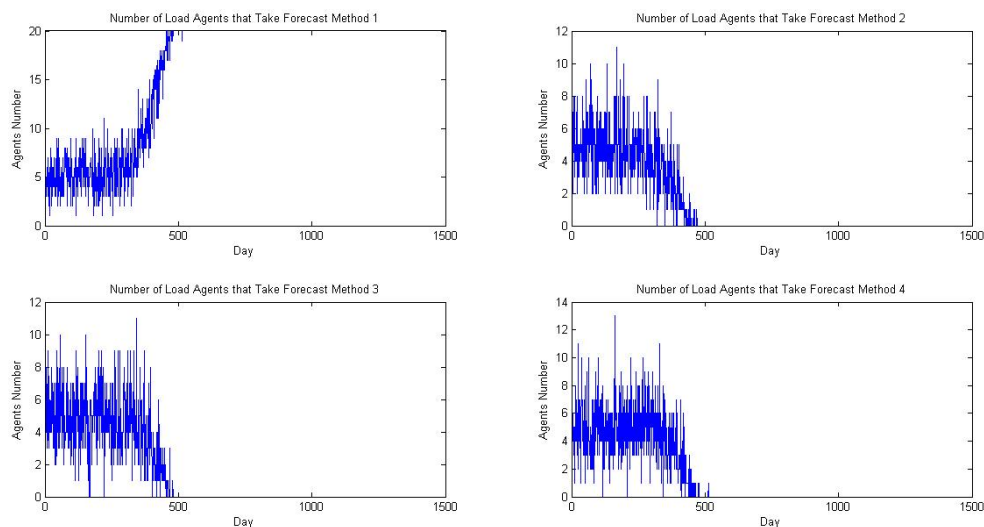 Number of Load Agents that Take Forecast Method 1
20
15
10
5
0
Agents Number
0 500 1000 1500
Day
Number of Load Agents that Take Forecast Method 2
12
10
8
6
4
2
0
Agents Number
0 500 1000 1500
Day
Number of Load Agents that Take Forecast Method 3
12
10
8
6
4
2
0
Agents Number
0 500 1000 1500
Day
Number of Load Agents that Take Forecast Method 4
14
12
10
8
6
4
2
0
Agents Number
0 500 1000 1500
Day